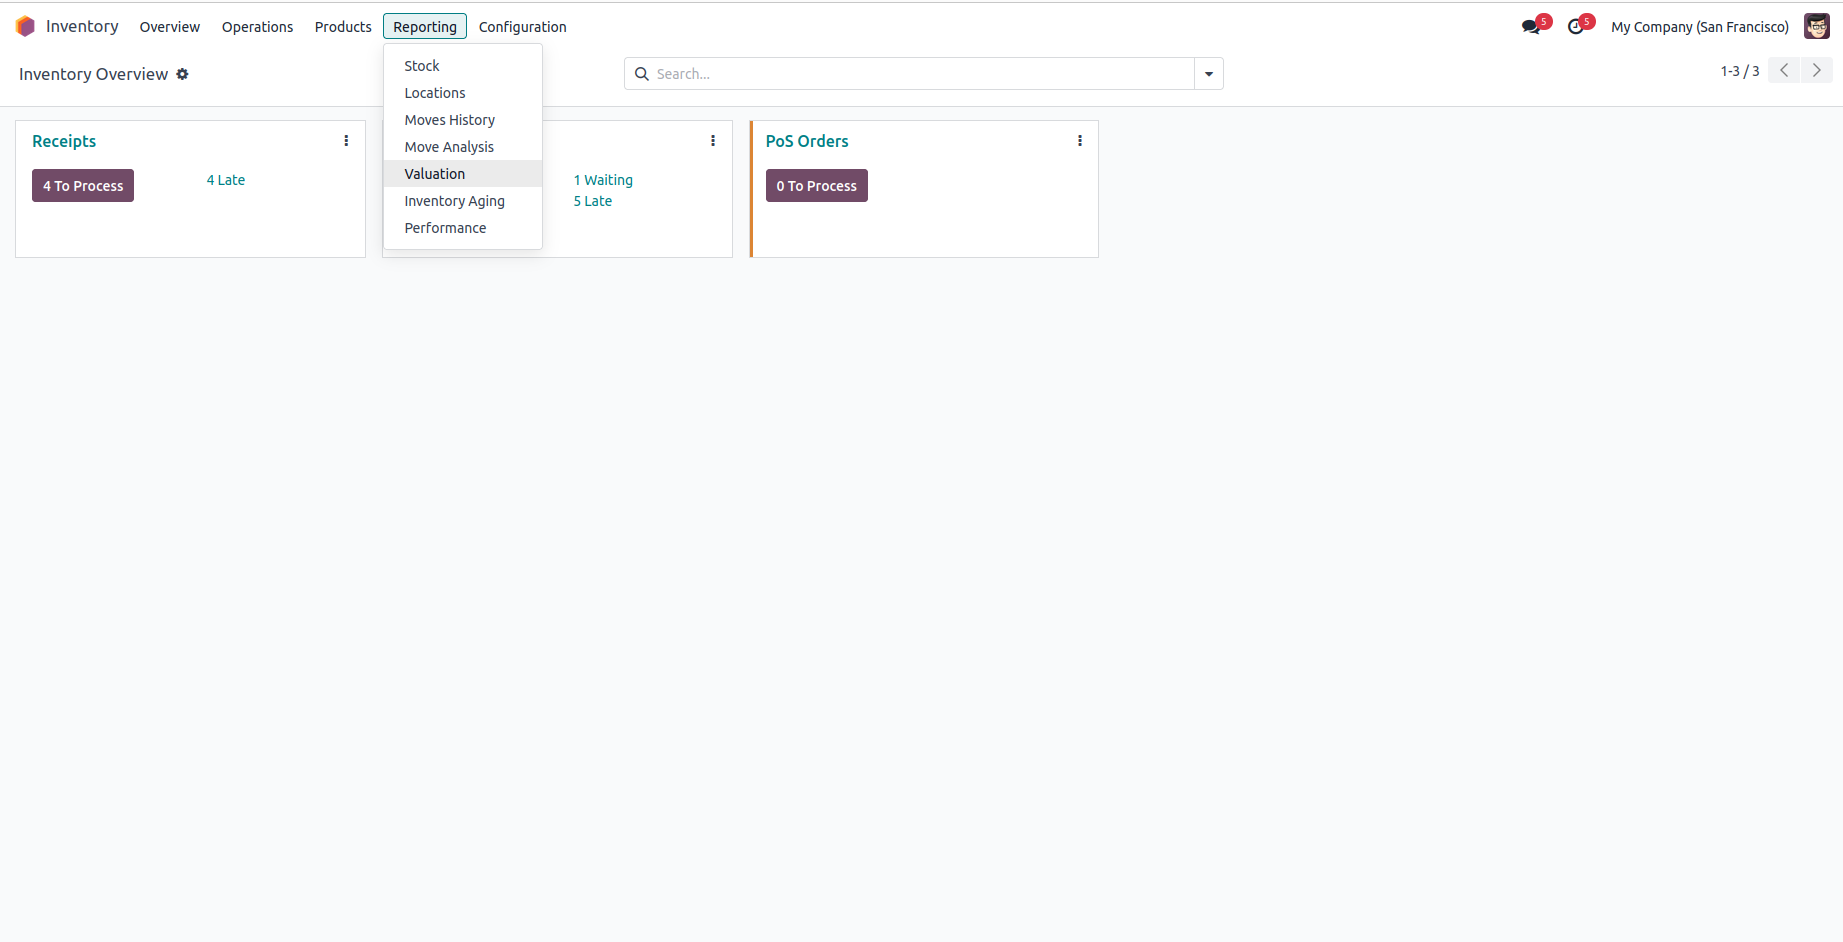 Inventory Overview Operations Products Reporting Configuration 5 5 My Company (San Francisco)
Inventory Overview Search... 1-3 / 3
Stock
Locations
Moves History
Move Analysis
Valuation
Inventory Aging
Performance
Receipts
4 To Process 4 Late
1 Waiting
5 Late
PoS Orders
0 To Process